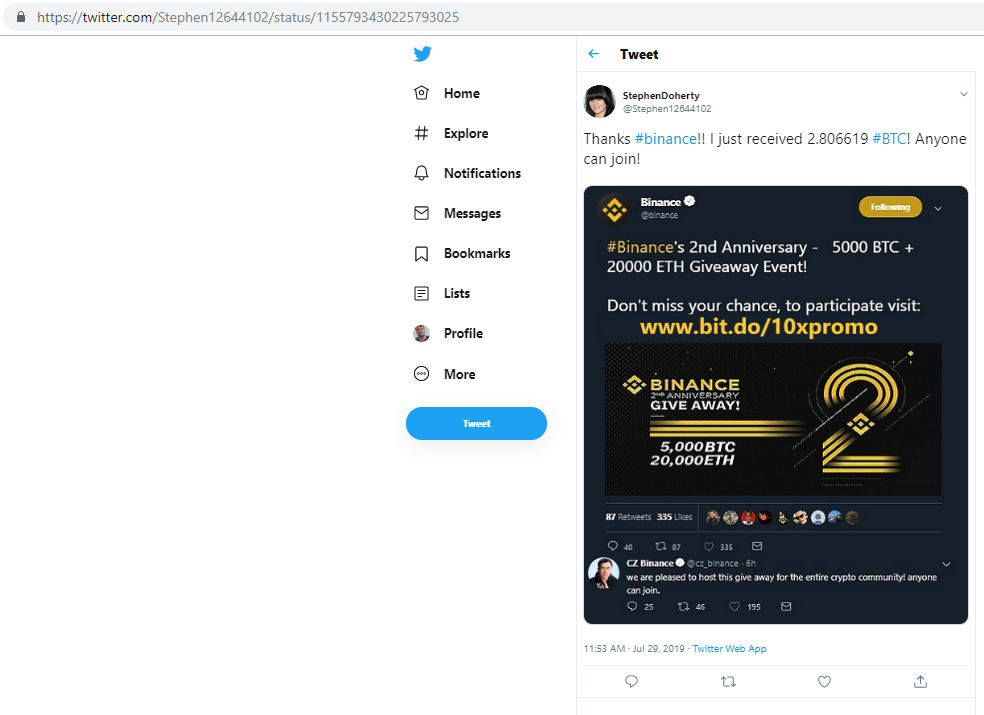 https://twitter.com/Stephen12644102/status/1155793430225793025
Home
Explore
Notifications
Messages
Bookmarks
Lists
Profile
More
Tweet
Tweet
StephenDoherty
@Stephen12644102
Thanks #binance!! I just received 2.806619 #BTC! Anyone
can join!
Binance
@binance
Following
#Binance's 2nd Anniversary - 5000 BTC +
20000 ETH Giveaway Event!
Don't miss your chance, to participate visit:
www.bit.do/10xpromo
BINANCE
2ND ANNIVERSARY
GIVE AWAY!
5,000BTC
20,000ETH
2
87 Retweets 335 Likes
40 87 335
CZ Binance @cz_binance · 6h
we are pleased to host this give away for the entire crypto community! anyone
can join.
25 46 195
11:53 AM · Jul 29, 2019 · Twitter Web App